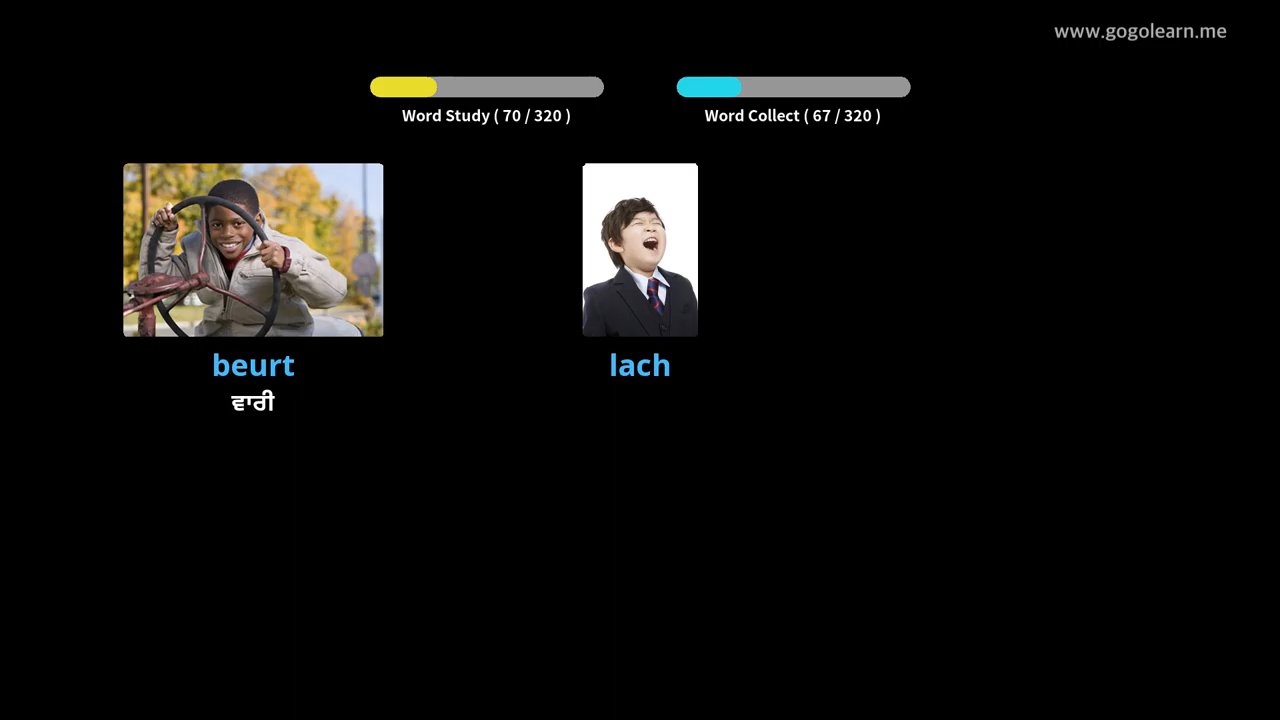 www.gogolearn.me
Word Study ( 70 / 320 )
Word Collect ( 67 / 320 )
beurt
lach
ਵਾਰੀ